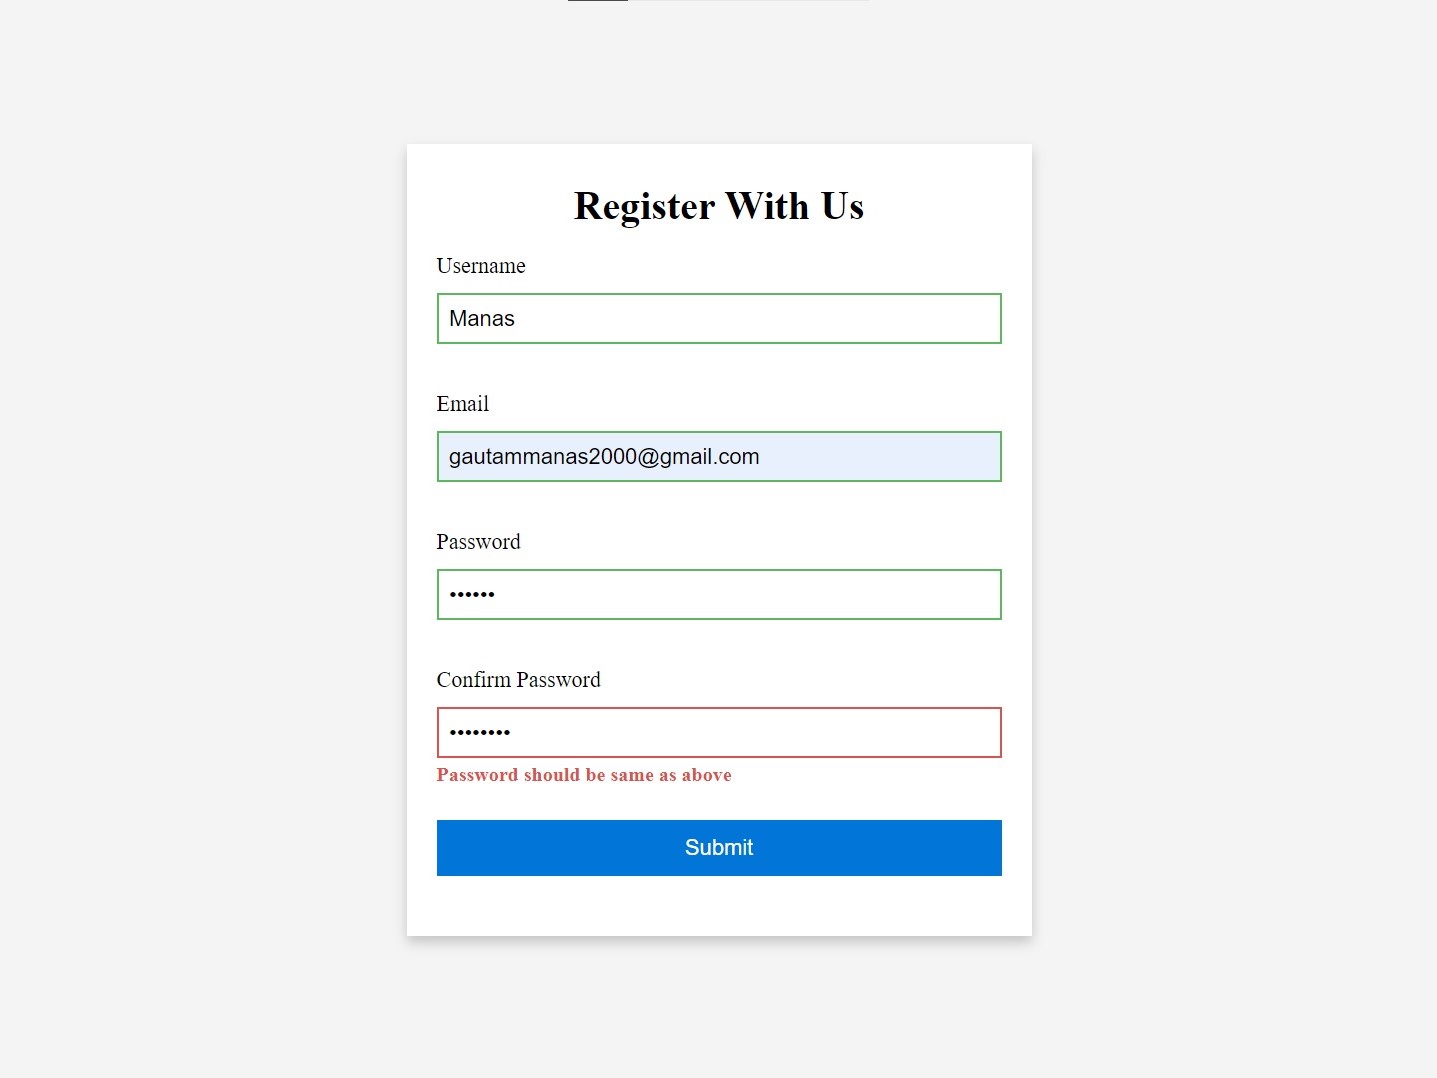 Register With Us
Username
Manas
Email
gautammanas2000@gmail.com
Password
••••••
Confirm Password
••••••••
Password should be same as above
Submit